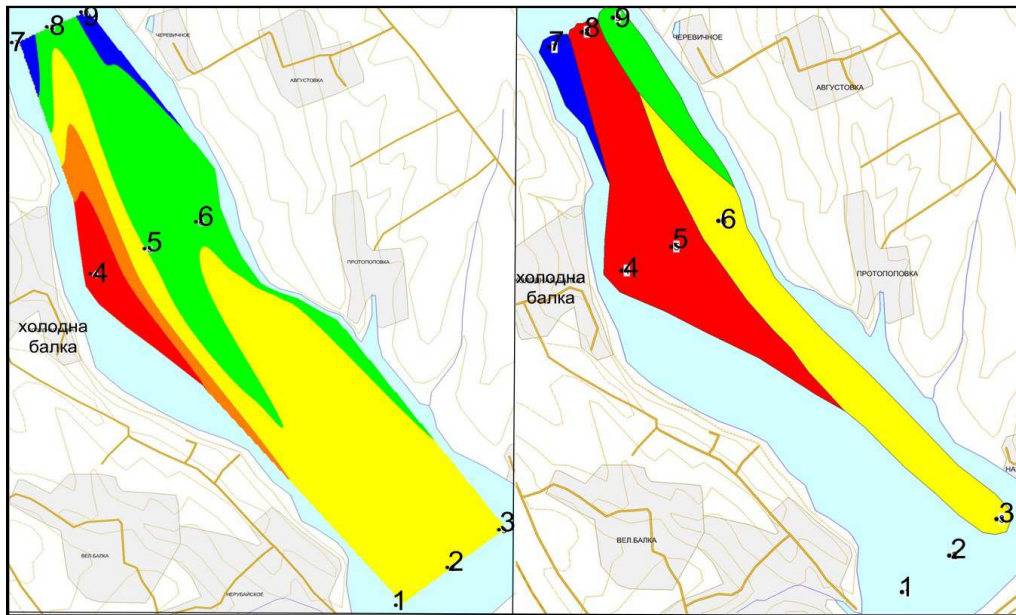 7
8
9
ЧЕРЕВИЧНОЕ
АВГУСТОВКА
6
5
4
ПРОТОПОПОВКА
холодна
балка
ВЕЛ.БАЛКА
ЧЕРУБАЙСКОЕ
3
2
1
7
8
9
ЧЕРЕВИЧНОЕ
АВГУСТОВКА
6
5
4
ПРОТОПОПОВКА
холодна
балка
ВЕЛ.БАЛКА
НА
3
2
1